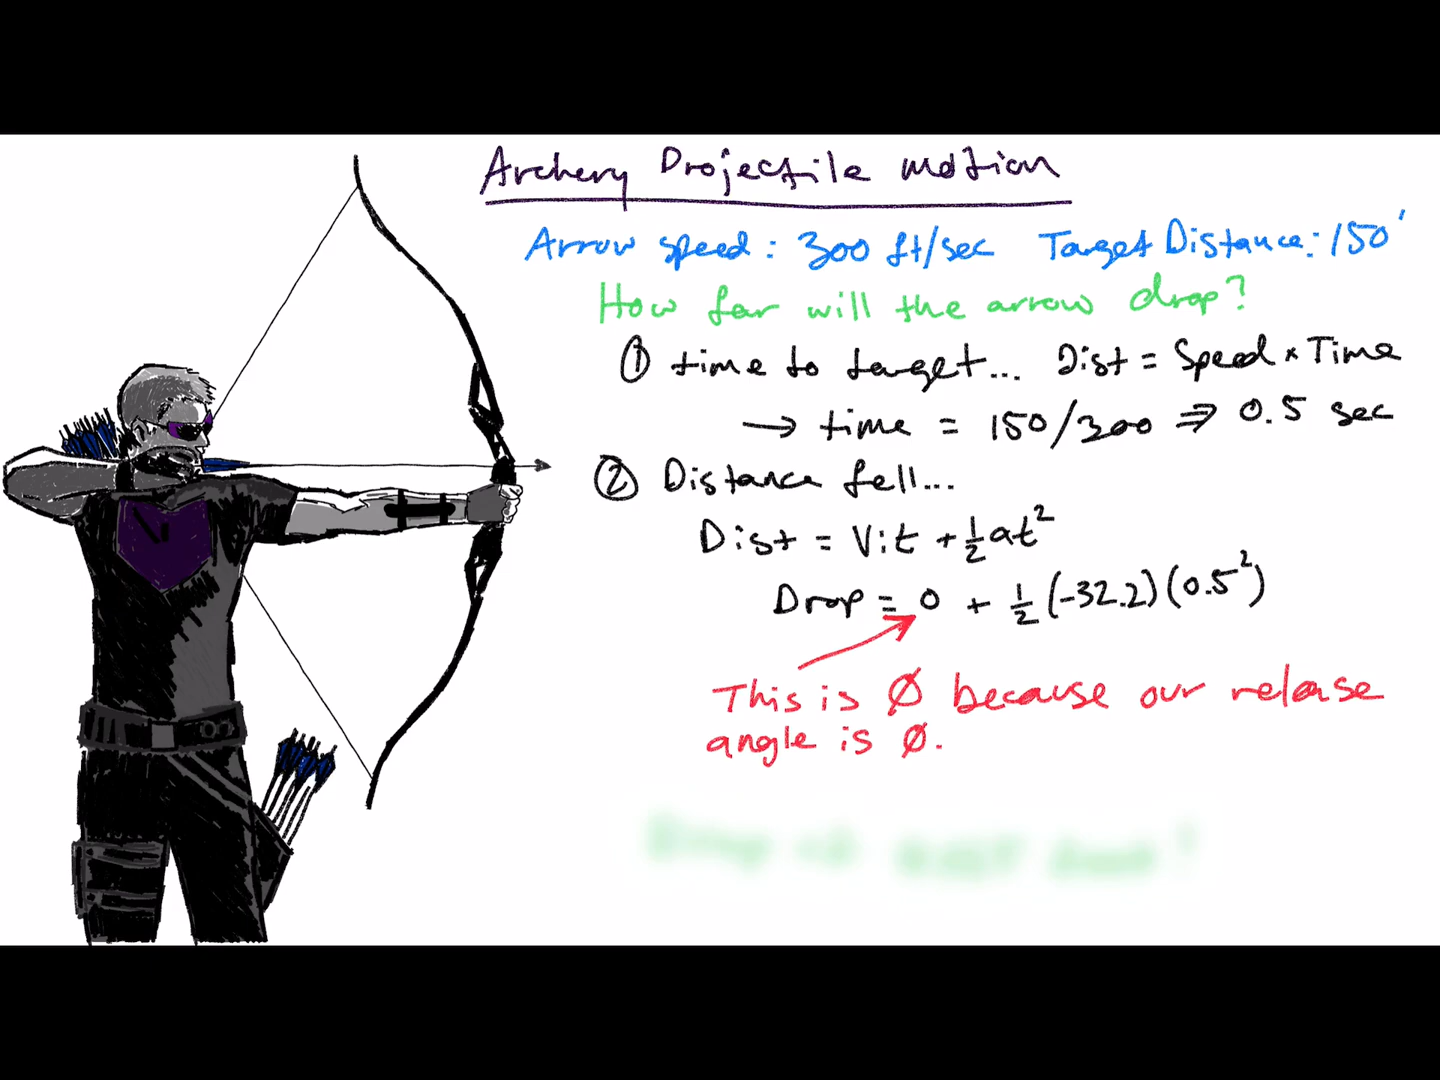 Archery Projectile motion
Arrow speed: 300 ft/sec Target Distance: 150'
How far will the arrow drop?
① time to target... Dist = Speed × Time
→ time = 150/300 ⇒ 0.5 sec
② Distance fell...
Dist = Vit + ½at²
Drop = 0 + ½(-32.2)(0.5²)
This is Ø because our release
angle is Ø.